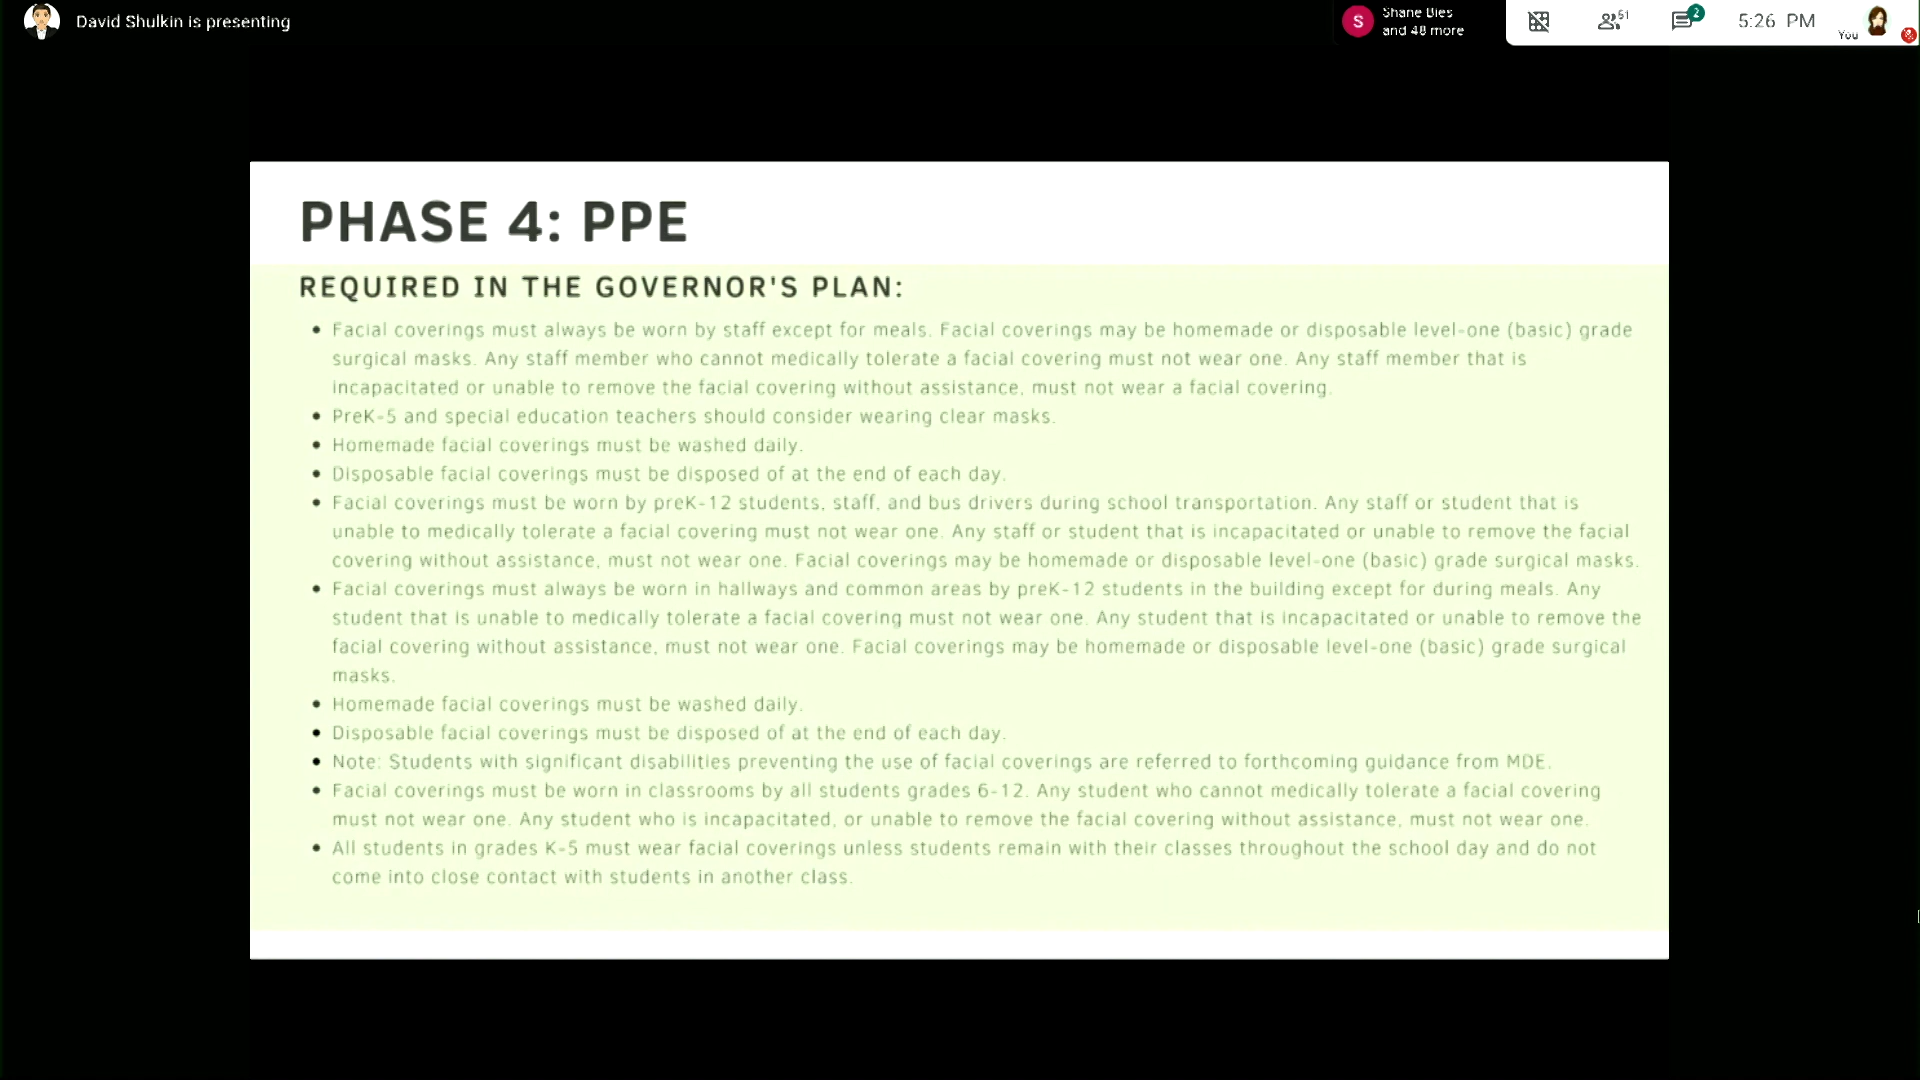 David Shulkin is presenting
S
Shane Bies
and 48 more
51
2
5:26 PM
You
PHASE 4: PPE
REQUIRED IN THE GOVERNOR'S PLAN:
• Facial coverings must always be worn by staff except for meals. Facial coverings may be homemade or disposable level-one (basic) grade
surgical masks. Any staff member who cannot medically tolerate a facial covering must not wear one. Any staff member that is
incapacitated or unable to remove the facial covering without assistance, must not wear a facial covering.
• PreK-5 and special education teachers should consider wearing clear masks.
• Homemade facial coverings must be washed daily.
• Disposable facial coverings must be disposed of at the end of each day.
• Facial coverings must be worn by preK-12 students, staff, and bus drivers during school transportation. Any staff or student that is
unable to medically tolerate a facial covering must not wear one. Any staff or student that is incapacitated or unable to remove the facial
covering without assistance, must not wear one. Facial coverings may be homemade or disposable level-one (basic) grade surgical masks.
• Facial coverings must always be worn in hallways and common areas by preK-12 students in the building except for during meals. Any
student that is unable to medically tolerate a facial covering must not wear one. Any student that is incapacitated or unable to remove the
facial covering without assistance, must not wear one. Facial coverings may be homemade or disposable level-one (basic) grade surgical
masks.
• Homemade facial coverings must be washed daily.
• Disposable facial coverings must be disposed of at the end of each day.
• Note: Students with significant disabilities preventing the use of facial coverings are referred to forthcoming guidance from MDE.
• Facial coverings must be worn in classrooms by all students grades 6-12. Any student who cannot medically tolerate a facial covering
must not wear one. Any student who is incapacitated, or unable to remove the facial covering without assistance, must not wear one.
• All students in grades K-5 must wear facial coverings unless students remain with their classes throughout the school day and do not
come into close contact with students in another class.